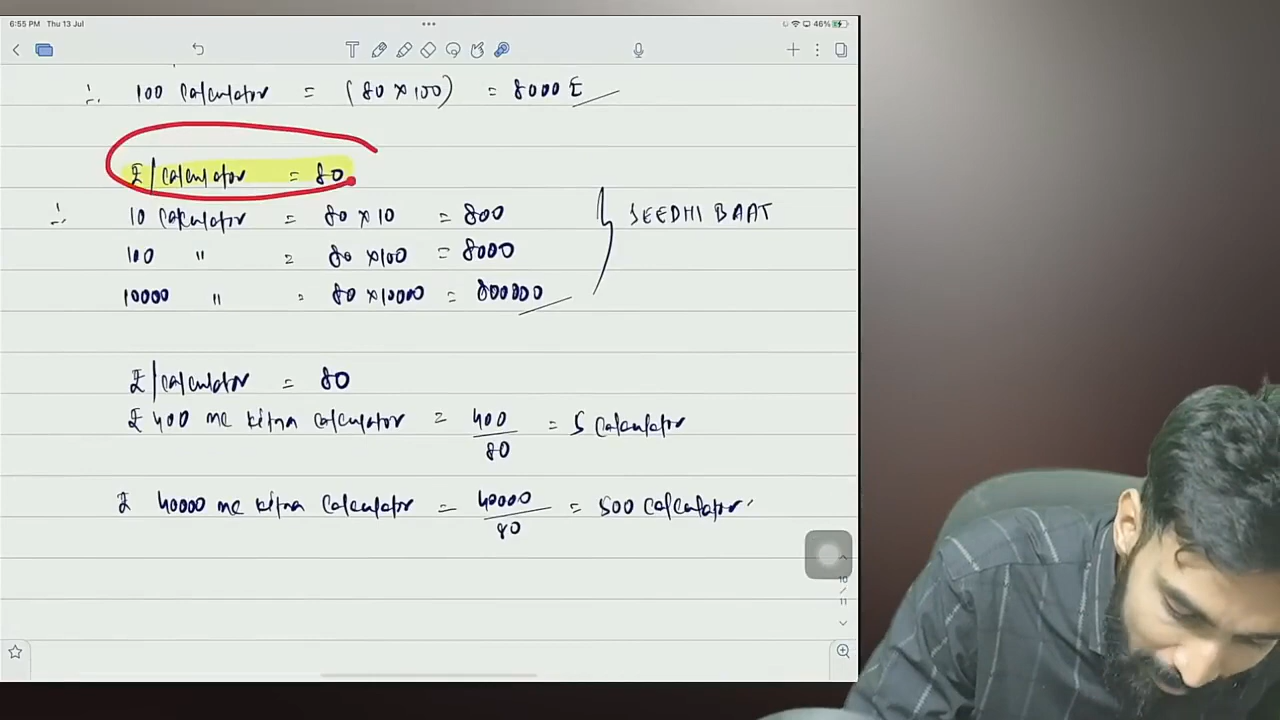 6:55 PM Thu 13 Jul
46%
∴ 100 Calculator = (80 × 100) = 8000 £
₹/calculator = 80
∴ 10 Calculator = 80 × 10 = 800
100 " = 80 × 100 = 8000
10000 " = 80 × 10000 = 800000
SEEDHI BAAT
₹/calculator = 80
₹ 400 me kitna calculator = 400/80 = 5 Calculator
₹ 40000 me kitna Calculator = 40000/80 = 500 Calculator
10
/
11